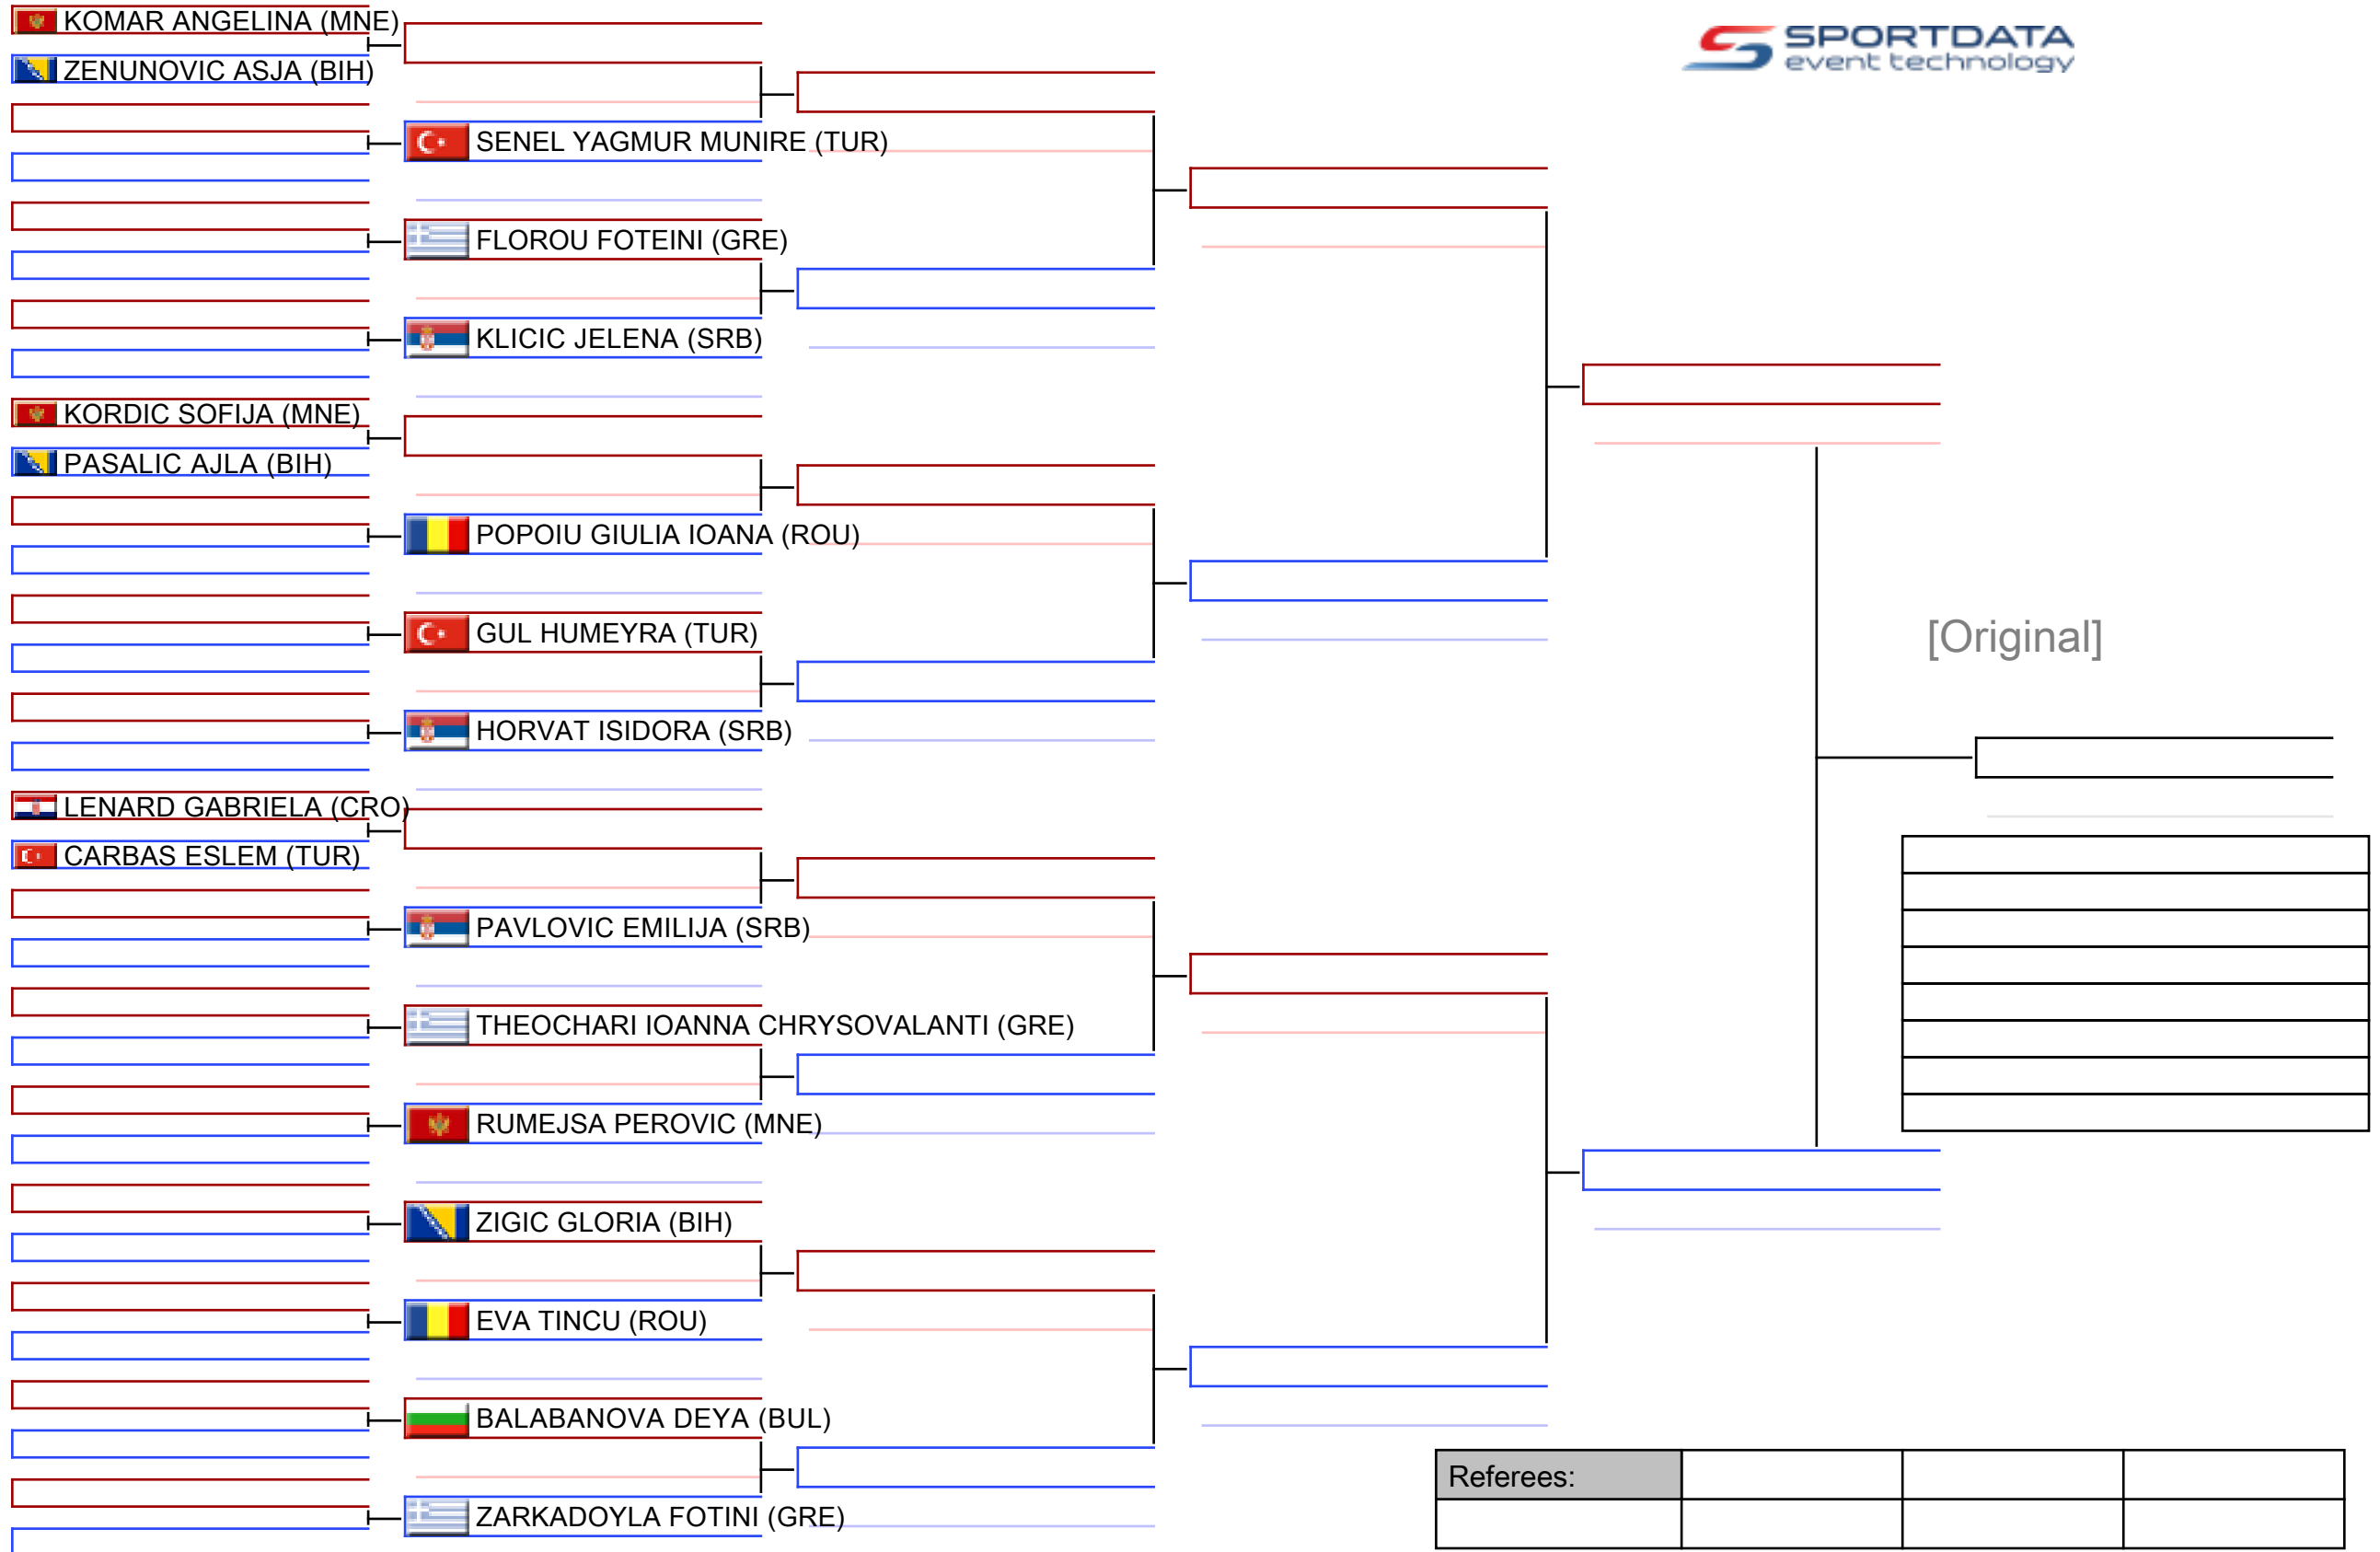 KOMAR ANGELINA (MNE)
ZENUNOVIC ASJA (BIH)
SPORTDATA
event technology
SENEL YAGMUR MUNIRE (TUR)
FLOROU FOTEINI (GRE)
KLICIC JELENA (SRB)
KORDIC SOFIJA (MNE)
PASALIC AJLA (BIH)
POPOIU GIULIA IOANA (ROU)
GUL HUMEYRA (TUR)
[Original]
HORVAT ISIDORA (SRB)
LENARD GABRIELA (CRO)
CARBAS ESLEM (TUR)
PAVLOVIC EMILIJA (SRB)
THEOCHARI IOANNA CHRYSOVALANTI (GRE)
RUMEJSA PEROVIC (MNE)
ZIGIC GLORIA (BIH)
EVA TINCU (ROU)
BALABANOVA DEYA (BUL)
Referees:
ZARKADOYLA FOTINI (GRE)